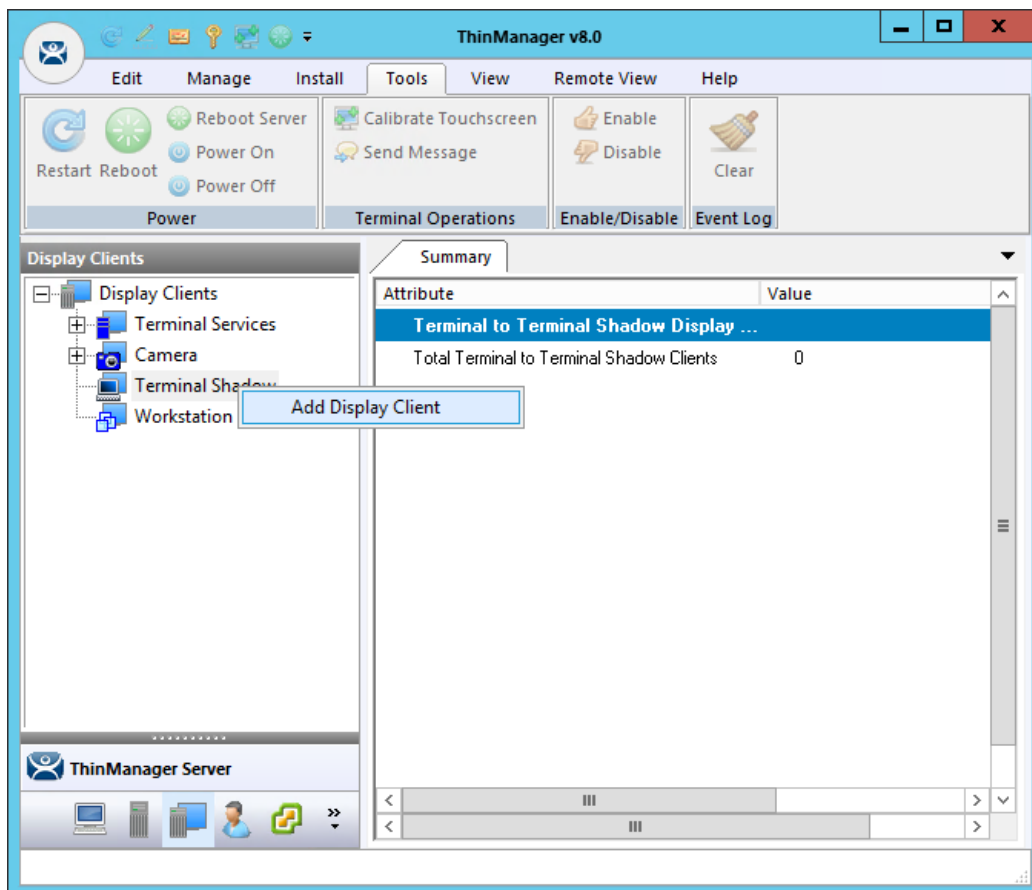 ThinManager v8.0
Edit Manage Install Tools View Remote View Help
Restart Reboot
Reboot Server
Power On
Power Off
Power
Calibrate Touchscreen
Send Message
Terminal Operations
Enable
Disable
Enable/Disable
Clear
Event Log
Display Clients
Display Clients
Terminal Services
Camera
Terminal Shadow
Workstation
Add Display Client
ThinManager Server
Summary
Attribute Value
Terminal to Terminal Shadow Display ...
Total Terminal to Terminal Shadow Clients 0